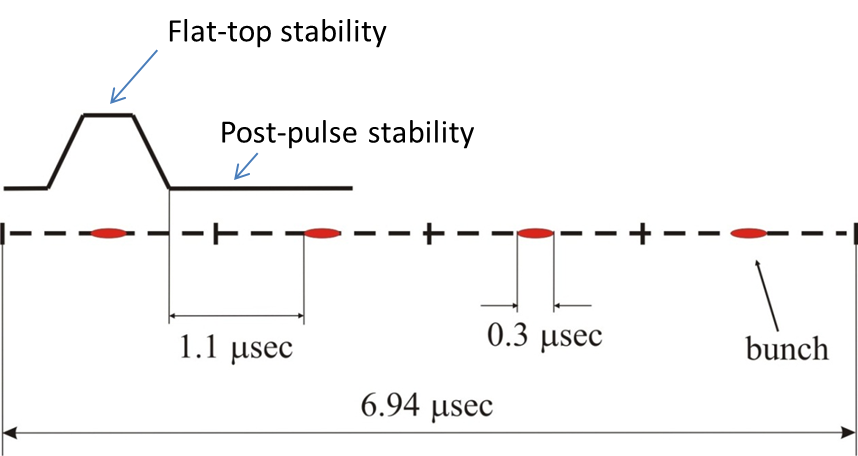 Flat-top stability
Post-pulse stability
1.1 μsec
0.3 μsec
bunch
6.94 μsec